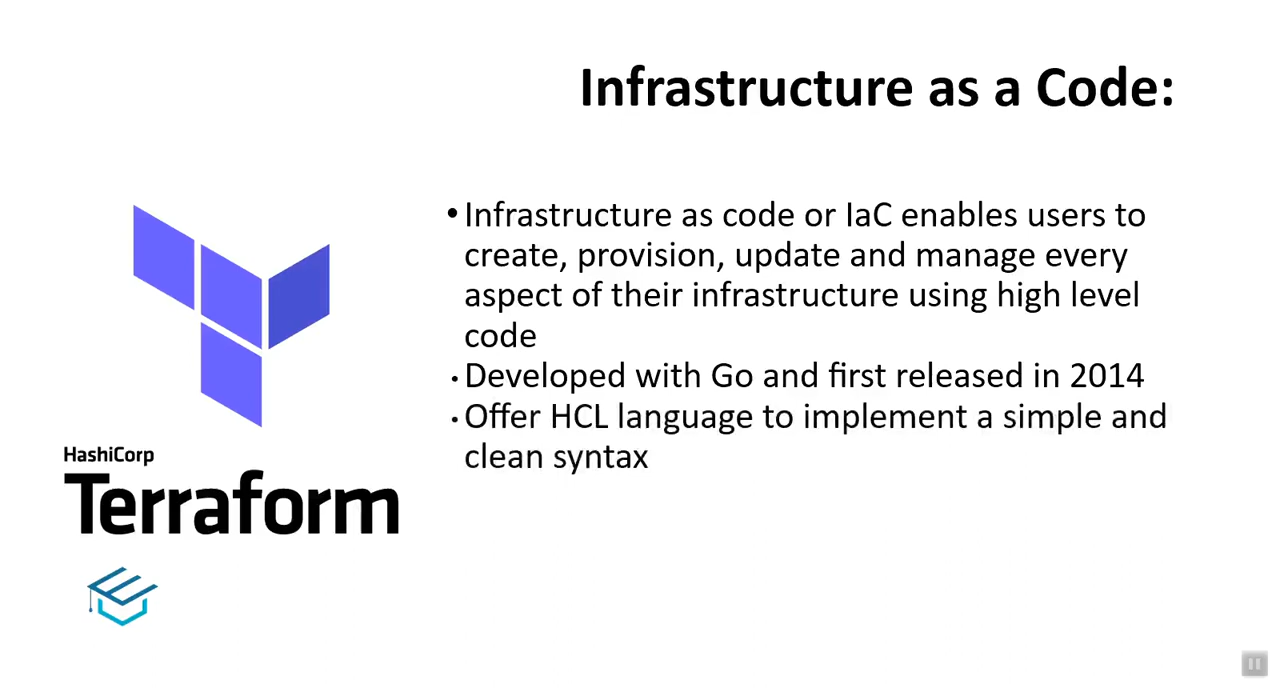 Infrastructure as a Code:
• Infrastructure as code or IaC enables users to
create, provision, update and manage every
aspect of their infrastructure using high level
code
• Developed with Go and first released in 2014
• Offer HCL language to implement a simple and
clean syntax
HashiCorp
Terraform